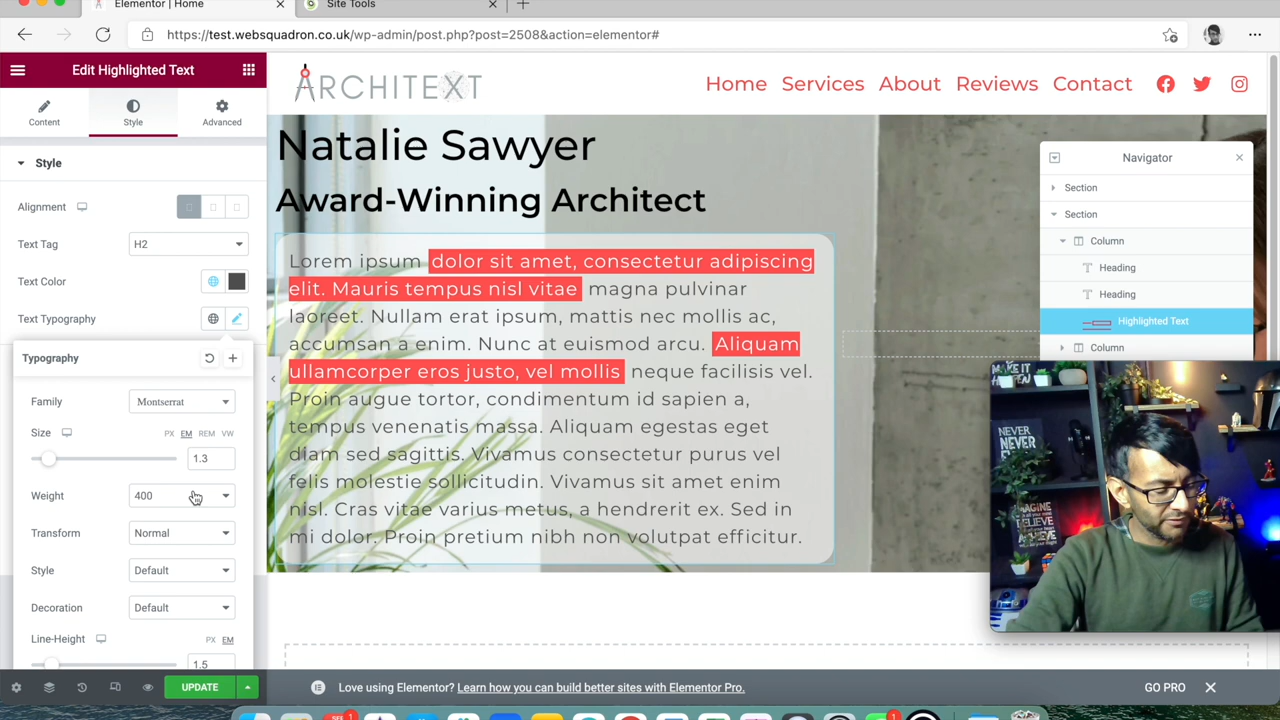 Elementor | Home
Site Tools
https://test.websquadron.co.uk/wp-admin/post.php?post=2508&action=elementor#
Edit Highlighted Text
Content
Style
Advanced
Style
Alignment
Text Tag
H2
Text Color
Text Typography
Typography
Family
Montserrat
Size
PX EM REM VW
1.3
Weight
400
Transform
Normal
Style
Default
Decoration
Default
Line-Height
PX EM
1.5
UPDATE
ARCHITEXT
Home Services About Reviews Contact
Natalie Sawyer
Award-Winning Architect
Lorem ipsum dolor sit amet, consectetur adipiscing
elit. Mauris tempus nisl vitae magna pulvinar
laoreet. Nullam erat ipsum, mattis nec mollis ac,
accumsan a enim. Nunc at euismod arcu. Aliquam
ullamcorper eros justo, vel mollis neque facilisis vel.
Proin augue tortor, condimentum id sapien a,
tempus venenatis massa. Aliquam egestas eget
diam sed sagittis. Vivamus consectetur purus vel
felis molestie sollicitudin. Vivamus sit amet enim
nisl. Cras vitae varius metus, a hendrerit ex. Sed in
mi dolor. Proin pretium nibh non volutpat efficitur.
Navigator
Section
Section
Column
Heading
Heading
Highlighted Text
Column
MAKE IT
HAPPEN
NEVER
NEVER
Love using Elementor? Learn how you can build better sites with Elementor Pro.
GO PRO